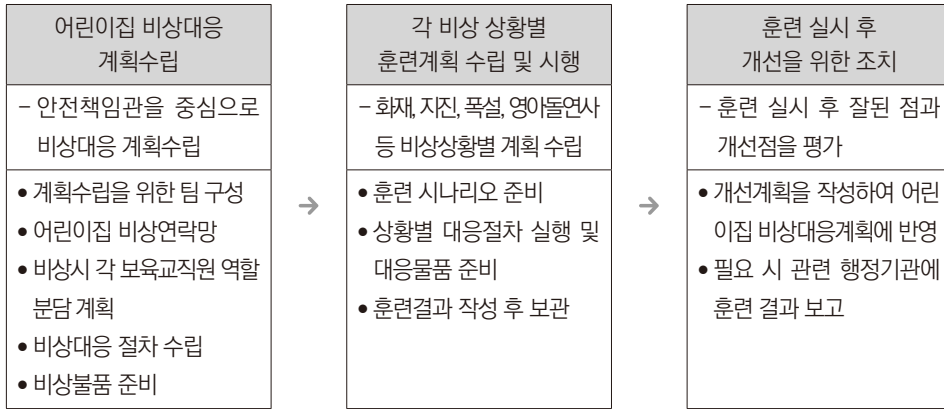 어린이집 비상대응
계획수립
– 안전책임관을 중심으로
비상대응 계획수립
• 계획수립을 위한 팀 구성
• 어린이집 비상연락망
• 비상시 각 보육교직원 역할
분담 계획
• 비상대응 절차 수립
• 비상불품 준비
→
각 비상 상황별
훈련계획 수립 및 시행
– 화재, 지진, 폭설, 영아돌연사
등 비상상황별 계획 수립
• 훈련 시나리오 준비
• 상황별 대응절차 실행 및
대응물품 준비
• 훈련결과 작성 후 보관
→
훈련 실시 후
개선을 위한 조치
– 훈련 실시 후 잘된 점과
개선점을 평가
• 개선계획을 작성하여 어린
이집 비상대응계획에 반영
• 필요 시 관련 행정기관에
훈련 결과 보고